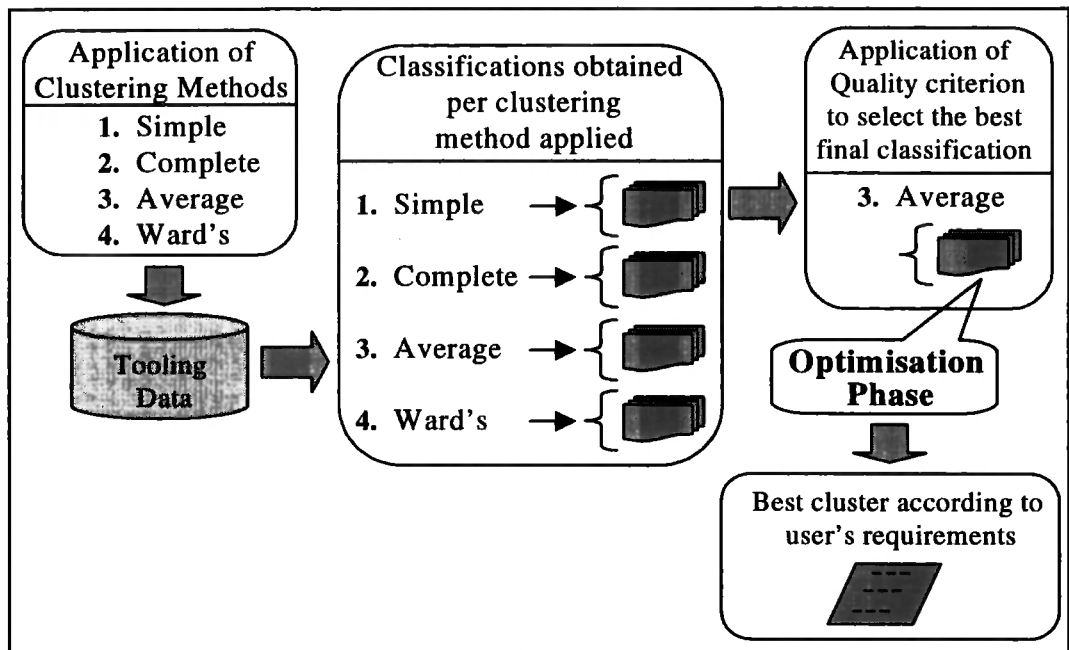 Application of
Clustering Methods
1. Simple
2. Complete
3. Average
4. Ward's
Tooling
Data
Classifications obtained
per clustering
method applied
1. Simple
2. Complete
3. Average
4. Ward's
Application of
Quality criterion
to select the best
final classification
3. Average
Optimisation
Phase
Best cluster according to
user's requirements